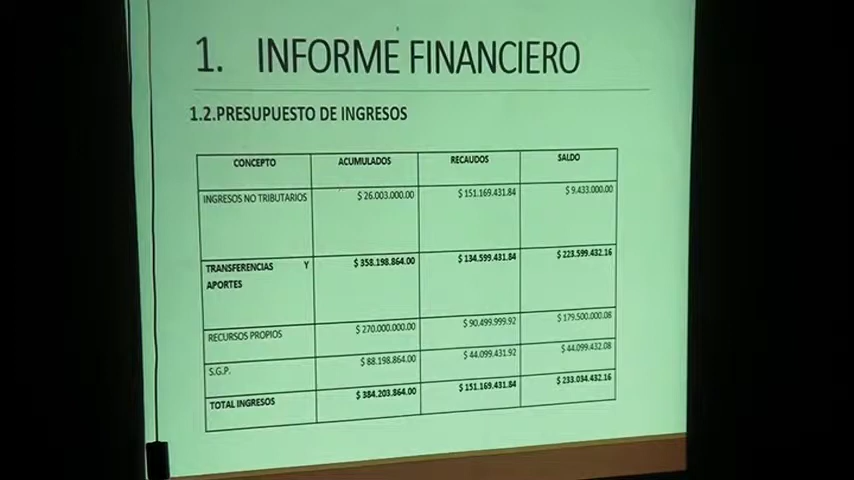 1. INFORME FINANCIERO
1.2.PRESUPUESTO DE INGRESOS
CONCEPTO ACUMULADOS RECAUDOS SALDO
INGRESOS NO TRIBUTARIOS $ 26.003.000.00 $ 151.169.431.84 $ 9.433.000.00
TRANSFERENCIAS Y
APORTES $ 358.198.864.00 $ 134.599.431.84 $ 223.599.432.16
RECURSOS PROPIOS $ 270.000.000.00 $ 90.499.999.92 $ 179.500.000.08
S.G.P. $ 88.198.864.00 $ 44.099.431.92 $ 44.099.432.08
TOTAL INGRESOS $ 384.203.864.00 $ 151.169.431.84 $ 233.034.432.16